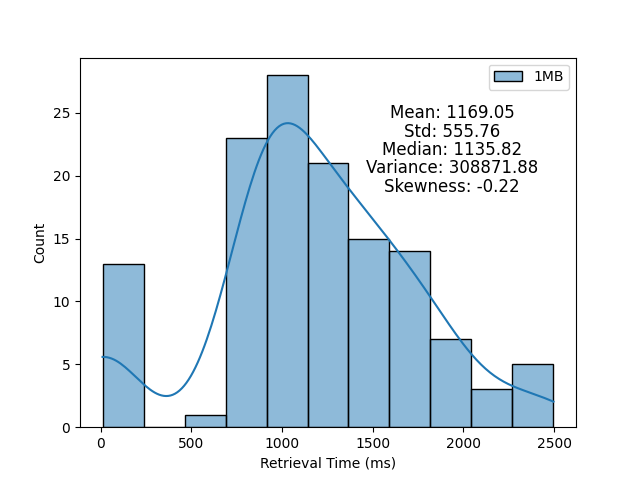 1MB
Mean: 1169.05
Std: 555.76
Median: 1135.82
Variance: 308871.88
Skewness: -0.22
25
20
15
10
5
0
Count
0 500 1000 1500 2000 2500
Retrieval Time (ms)